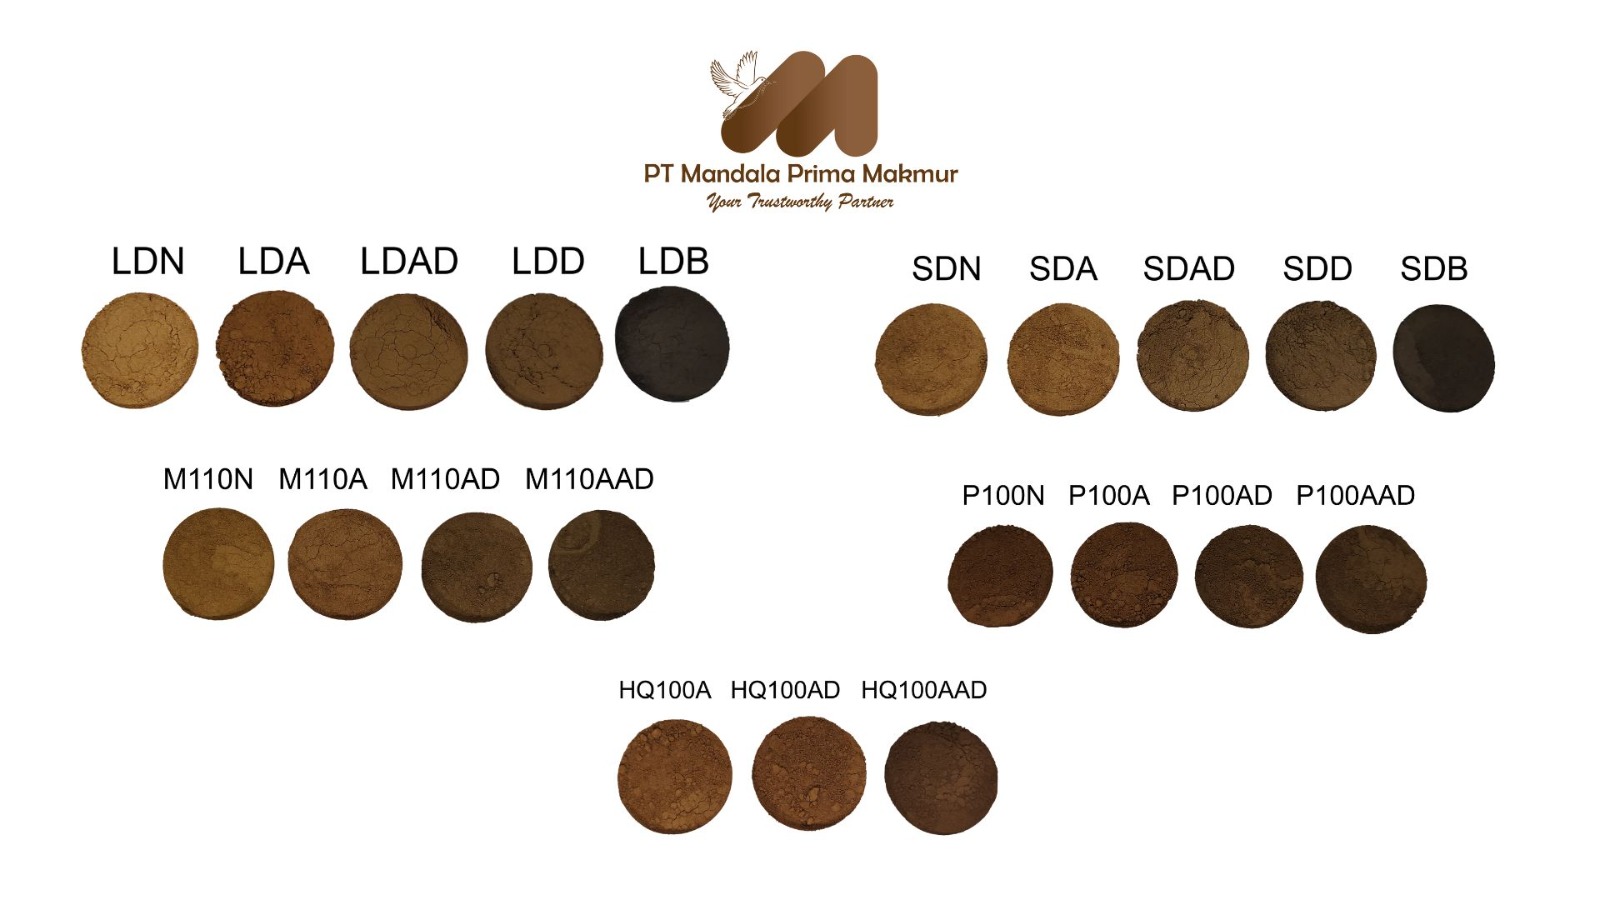 PT Mandala Prima Makmur
Your Trustworthy Partner
LDN LDA LDAD LDD LDB
SDN SDA SDAD SDD SDB
M110N M110A M110AD M110AAD
P100N P100A P100AD P100AAD
HQ100A HQ100AD HQ100AAD